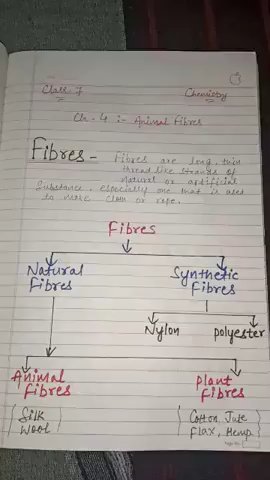 Class-7 Chemistry
Ch. 4 :- Animal Fibres
Fibres - Fibres are long, thin
thread like strands of
natural or artificial
Substance, especially one that is used
to make cloth or rope.
Fibres
Natural Fibres Synthetic Fibres
Nylon polyester
Animal Fibres Plant Fibres
(Silk Wool) (Cotton, Jute Flax, Hemp)